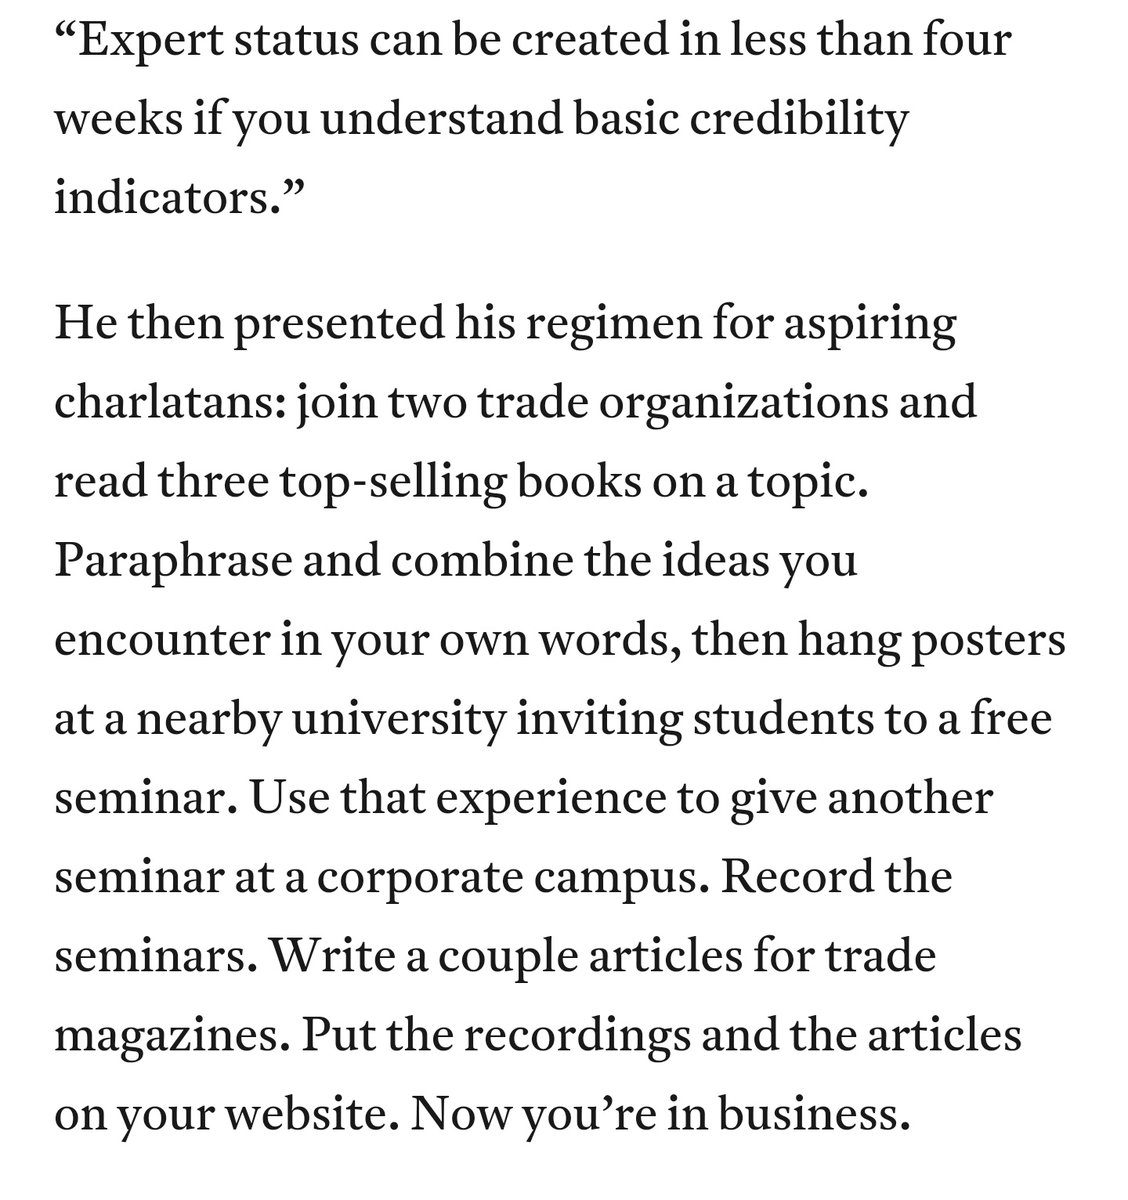 “Expert status can be created in less than four
weeks if you understand basic credibility
indicators.”
He then presented his regimen for aspiring
charlatans: join two trade organizations and
read three top-selling books on a topic.
Paraphrase and combine the ideas you
encounter in your own words, then hang posters
at a nearby university inviting students to a free
seminar. Use that experience to give another
seminar at a corporate campus. Record the
seminars. Write a couple articles for trade
magazines. Put the recordings and the articles
on your website. Now you’re in business.